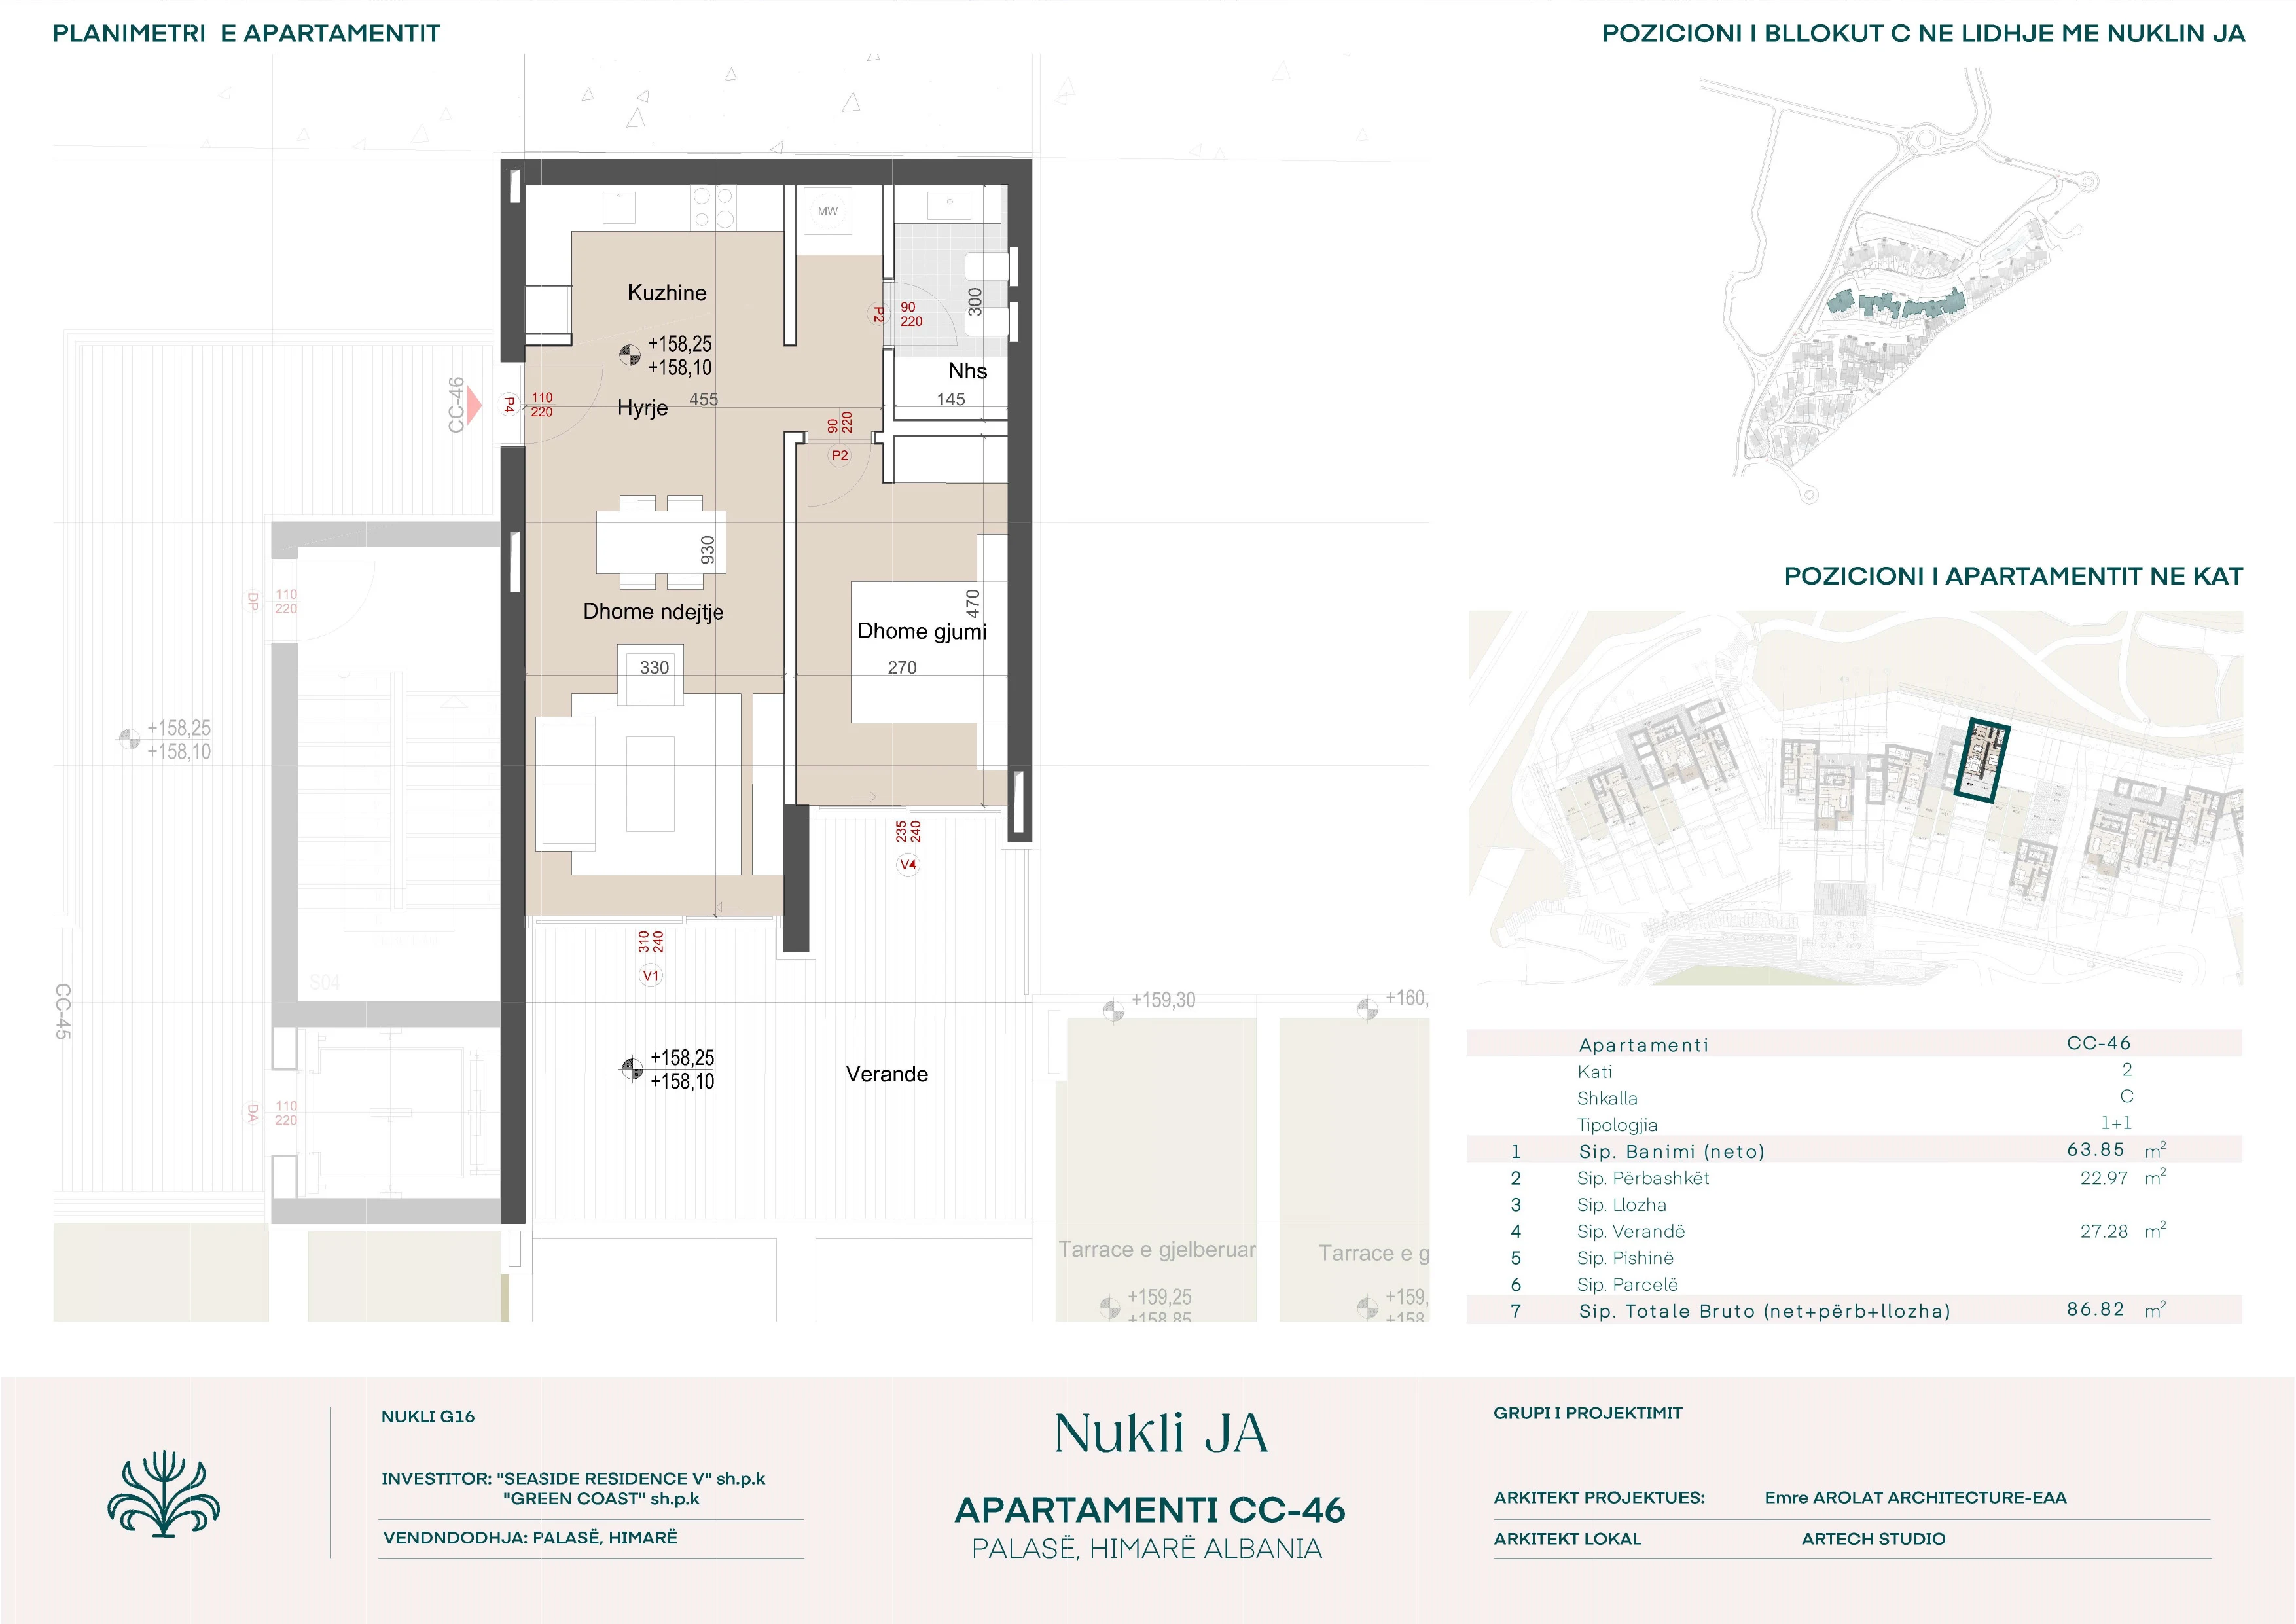 PLANIMETRI E APARTAMENTIT
POZICIONI I BLLOKUT C NE LIDHJE ME NUKLIN JA
MW
Kuzhine
+158,25
+158,10
P2
90
220
300
Nhs
145
CC-46
P4
110
220
Hyrje
455
90
220
P2
930
Dhome ndejtje
330
470
Dhome gjumi
270
DP
110
220
+158,25
+158,10
235
240
V4
310
240
V1
S04
CC-45
+158,25
+158,10
Verande
DA
110
220
+159,30
+160,
Tarrace e gjelberuar
Tarrace e g
+159,25
+158,85
+159,
+158
POZICIONI I APARTAMENTIT NE KAT
Apartamenti CC-46
Kati 2
Shkalla C
Tipologjia 1+1
1 Sip. Banimi (neto) 63.85 m²
2 Sip. Përbashkët 22.97 m²
3 Sip. Llozha
4 Sip. Verandë 27.28 m²
5 Sip. Pishinë
6 Sip. Parcelë
7 Sip. Totale Bruto (net+përb+llozha) 86.82 m²
NUKLI G16
INVESTITOR: "SEASIDE RESIDENCE V" sh.p.k
"GREEN COAST" sh.p.k
VENDNDODHJA: PALASË, HIMARË
Nukli JA
APARTAMENTI CC-46
PALASË, HIMARË ALBANIA
GRUPI I PROJEKTIMIT
ARKITEKT PROJEKTUES: Emre AROLAT ARCHITECTURE-EAA
ARKITEKT LOKAL ARTECH STUDIO